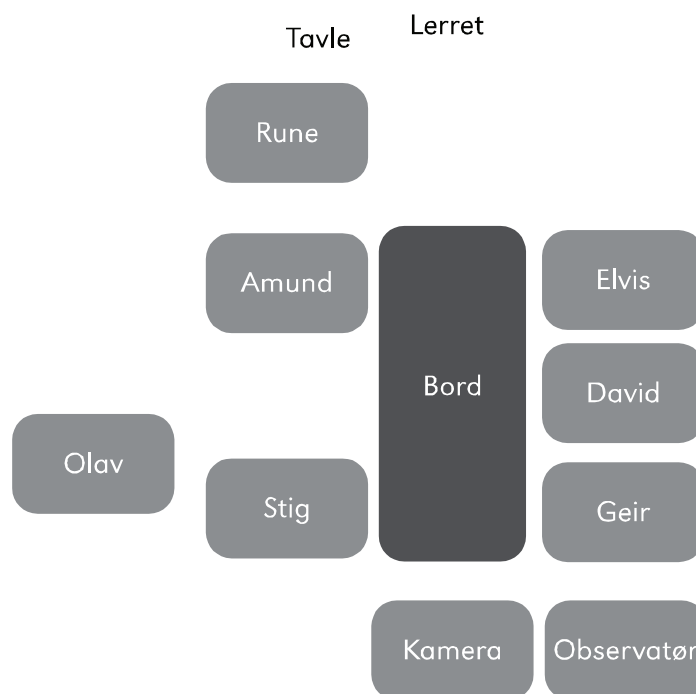 Tavle
Lerret
Rune
Amund
Elvis
Bord
David
Olav
Stig
Geir
Kamera
Observatør